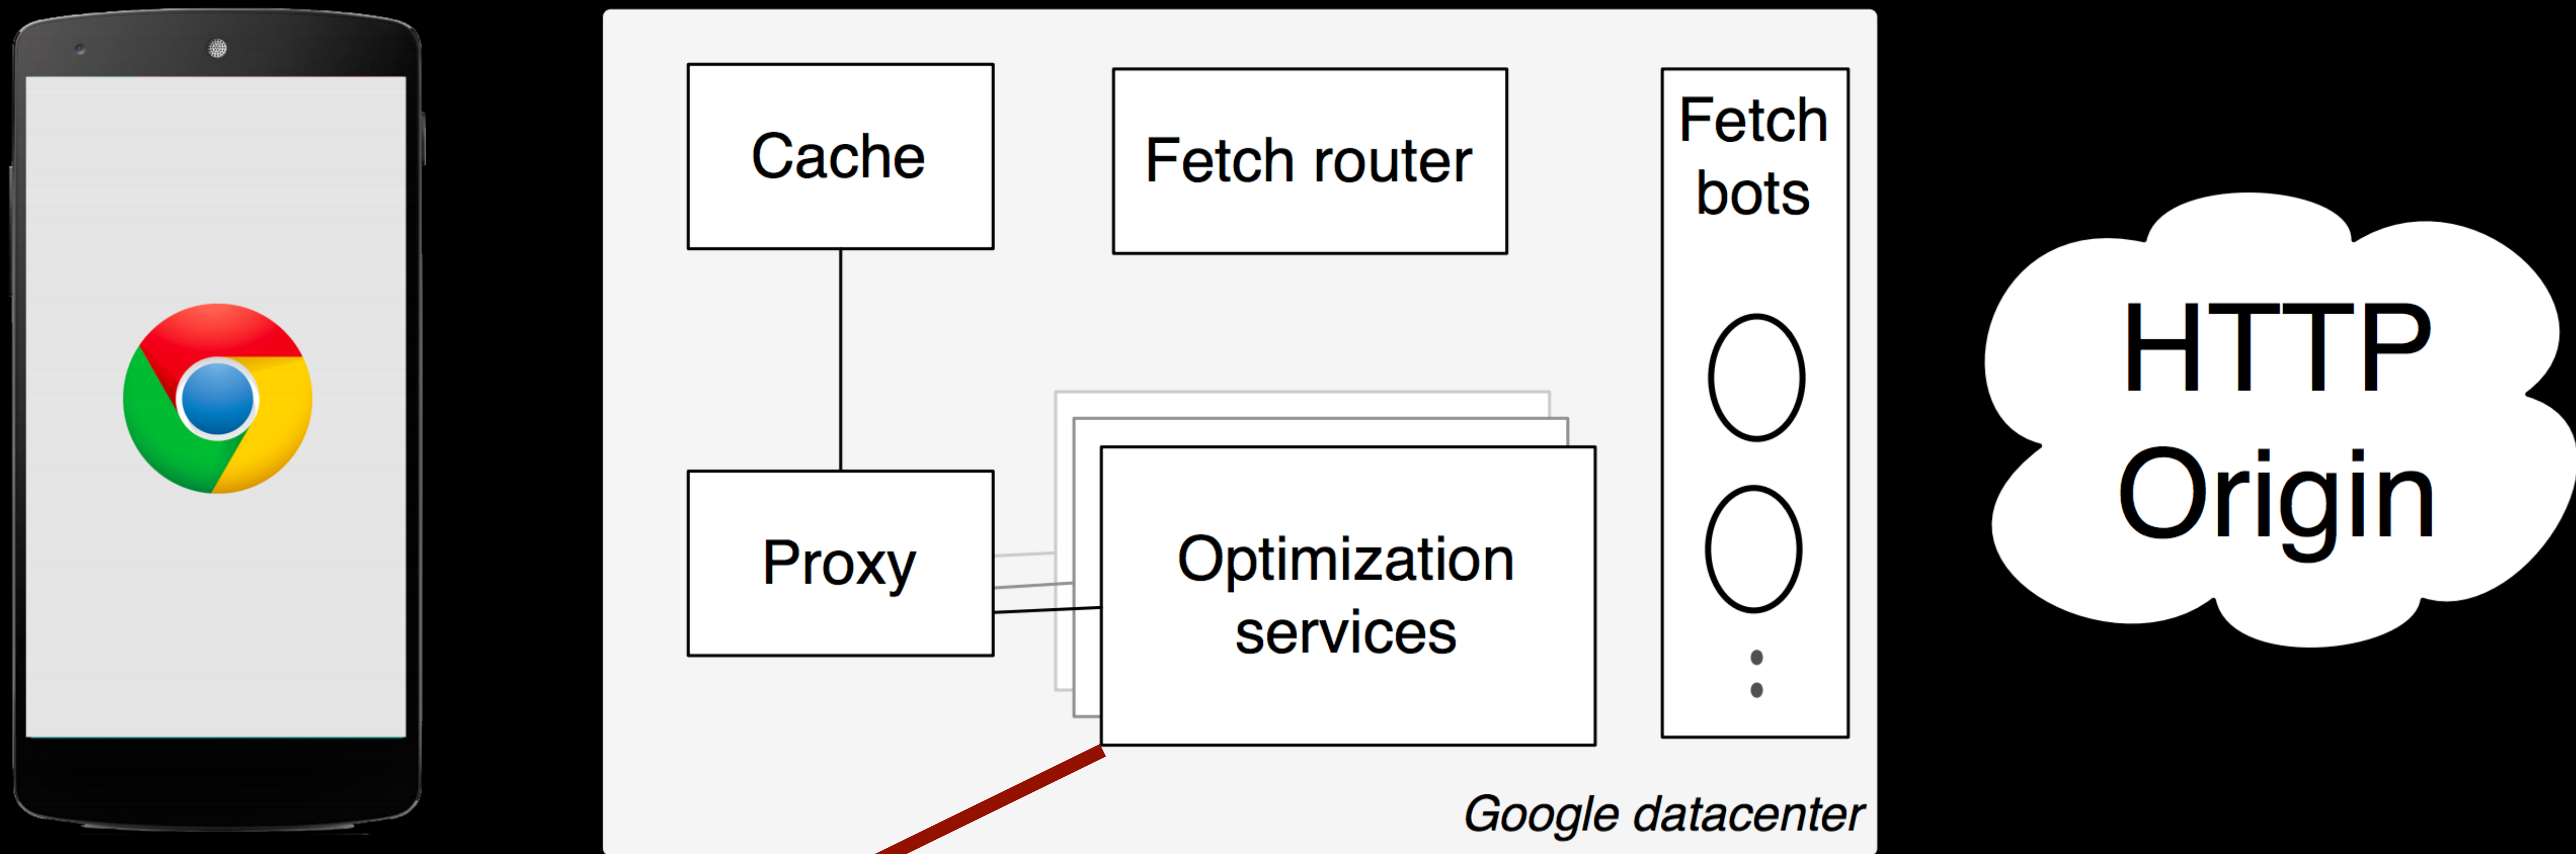 Cache
Fetch router
Fetch
bots
Proxy
Optimization
services
HTTP
Origin
Google datacenter